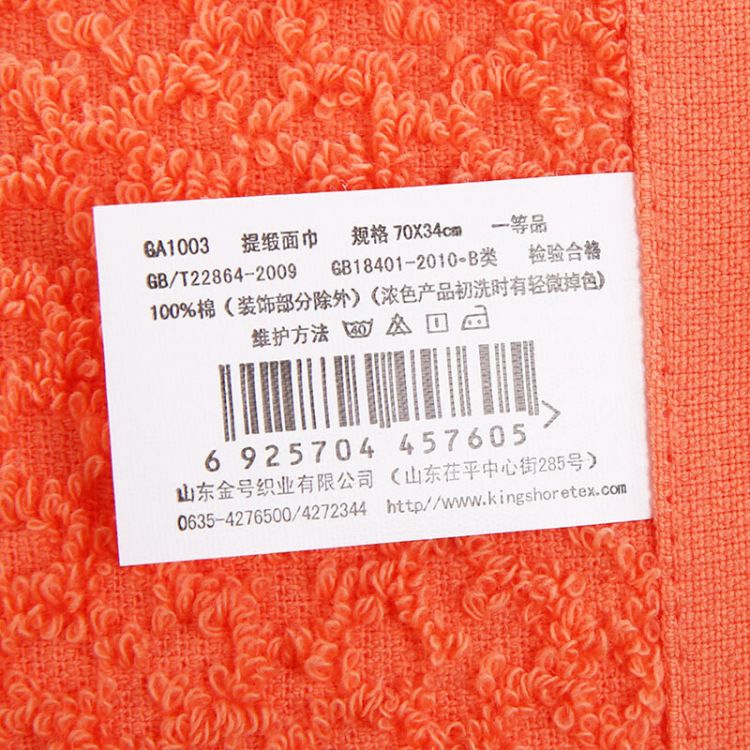 GA1003 提缎面巾 规格 70X34cm 一等品
GB/T22864-2009 GB18401-2010-B类 检验合格
100%棉(装饰部分除外)(浓色产品初洗时有轻微掉色)
维护方法 40
6 925704 457605 >
山东金号织业有限公司 (山东茌平中心街285号)
0635-4276500/4272344 http//www.kingshoretex.com